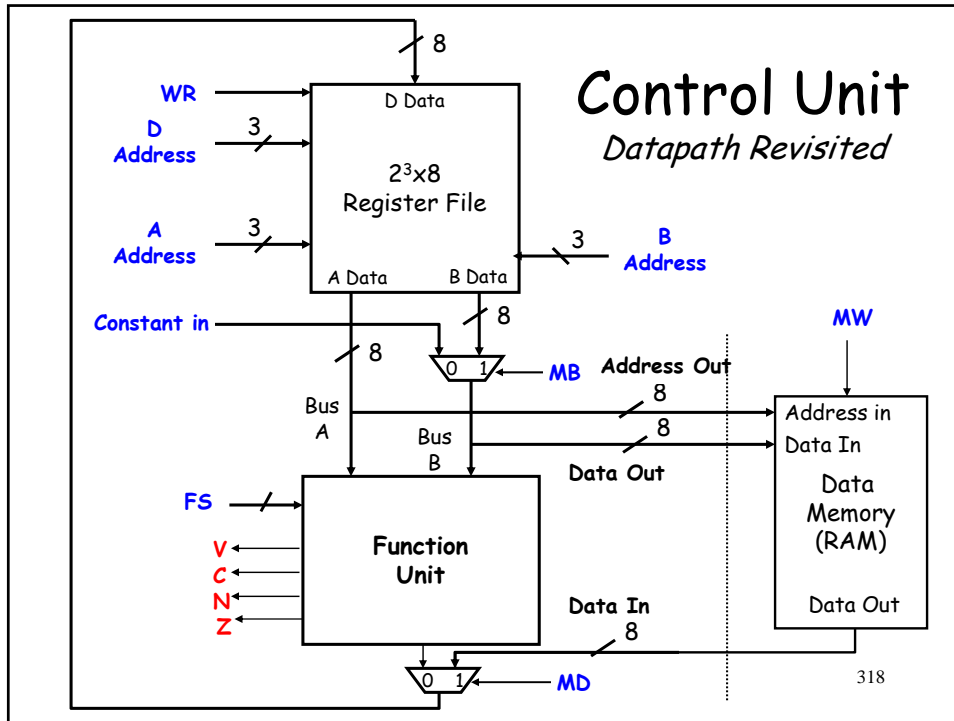 Control Unit
Datapath Revisited
8
WR
D Data
D
Address
3
2³x8
Register File
A
Address
3
3
B
Address
A Data
B Data
Constant in
8
8
0 1
MB
MW
Address Out
8
Bus
A
Bus
B
8
Data Out
Address in
Data In
Data
Memory
(RAM)
Data Out
FS
Function
Unit
V
C
N
Z
Data In
8
0 1
MD
318